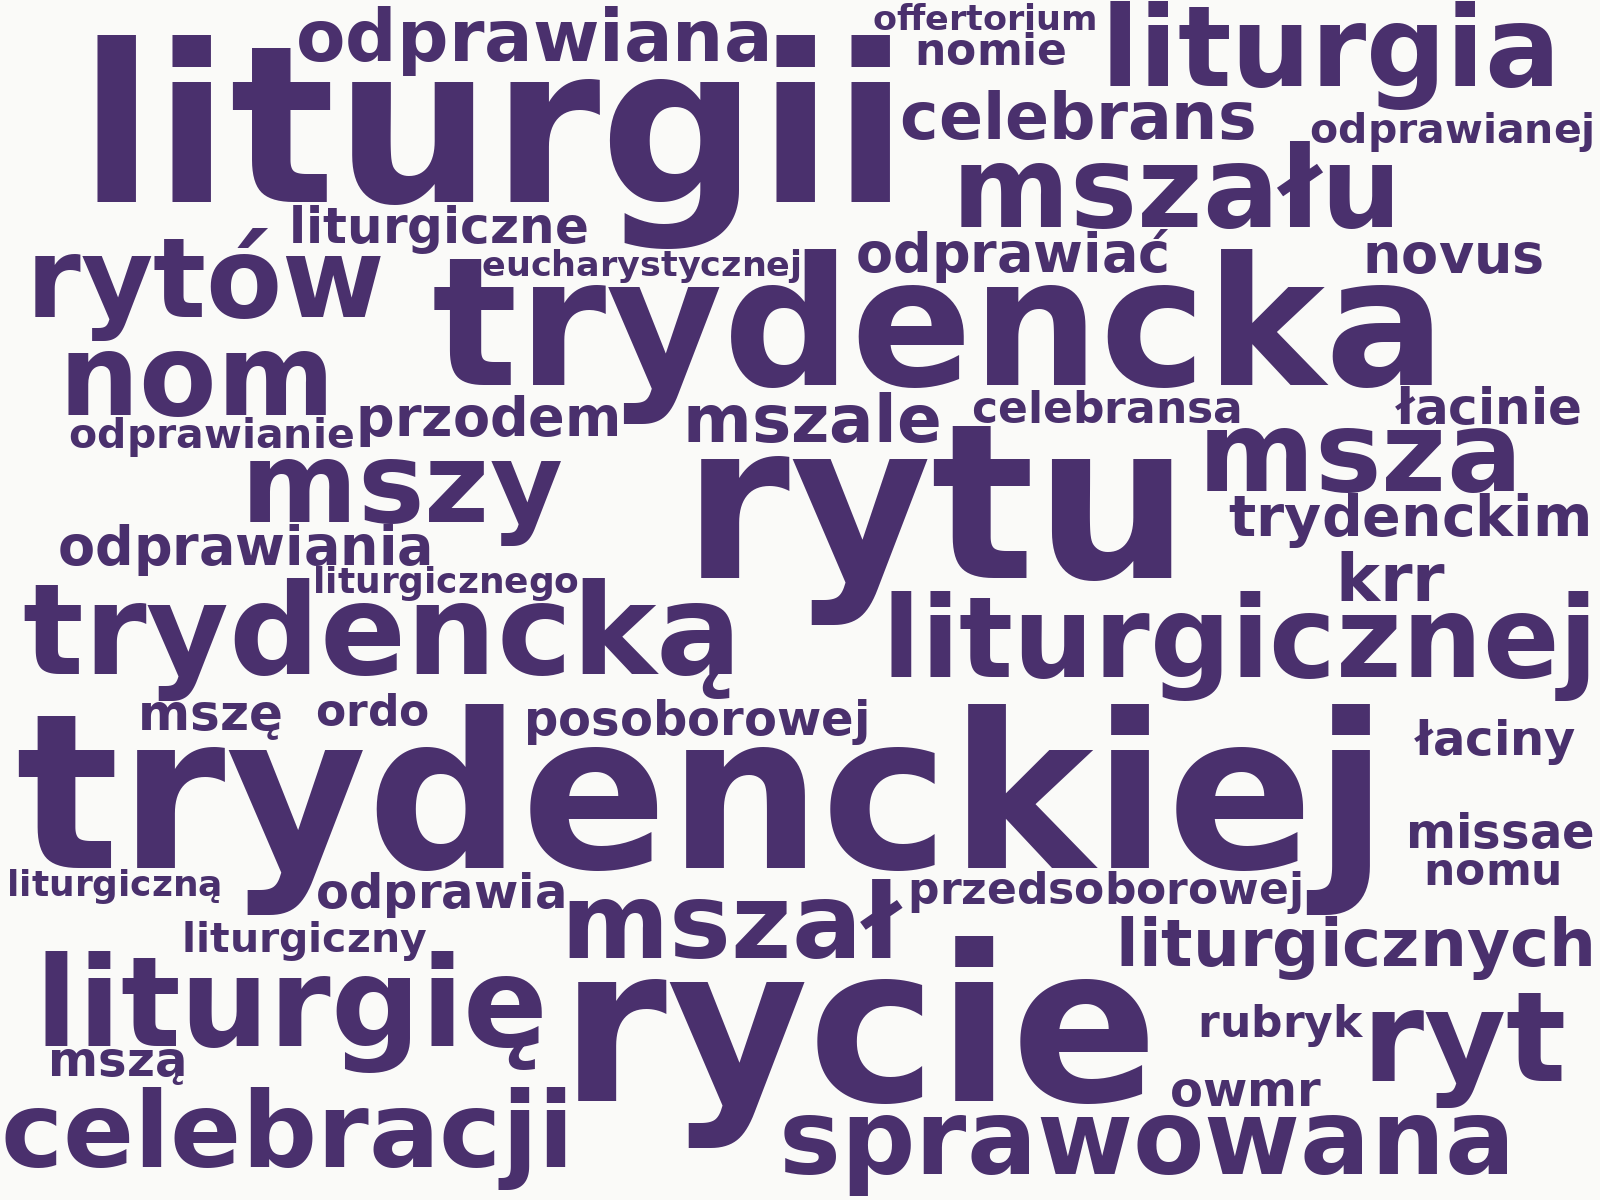 odprawiana
offertorium
nomie
liturgia
liturgii
celebrans
odprawianej
mszału
liturgiczne
rytów
eucharystycznej
odprawiać
novus
trydencka
nom
odprawianie
przodem
mszale
celebransa
łacinie
mszy
rytu
msza
trydenckim
odprawiania
liturgicznego
krr
trydencką
liturgicznej
mszę
ordo
posoborowej
trydenckiej
łaciny
missae
nomu
liturgiczną
odprawia
mszał
przedsoborowej
liturgiczny
liturgicznych
liturgię
rycie
rubryk
ryt
mszą
owmr
celebracji
sprawowana